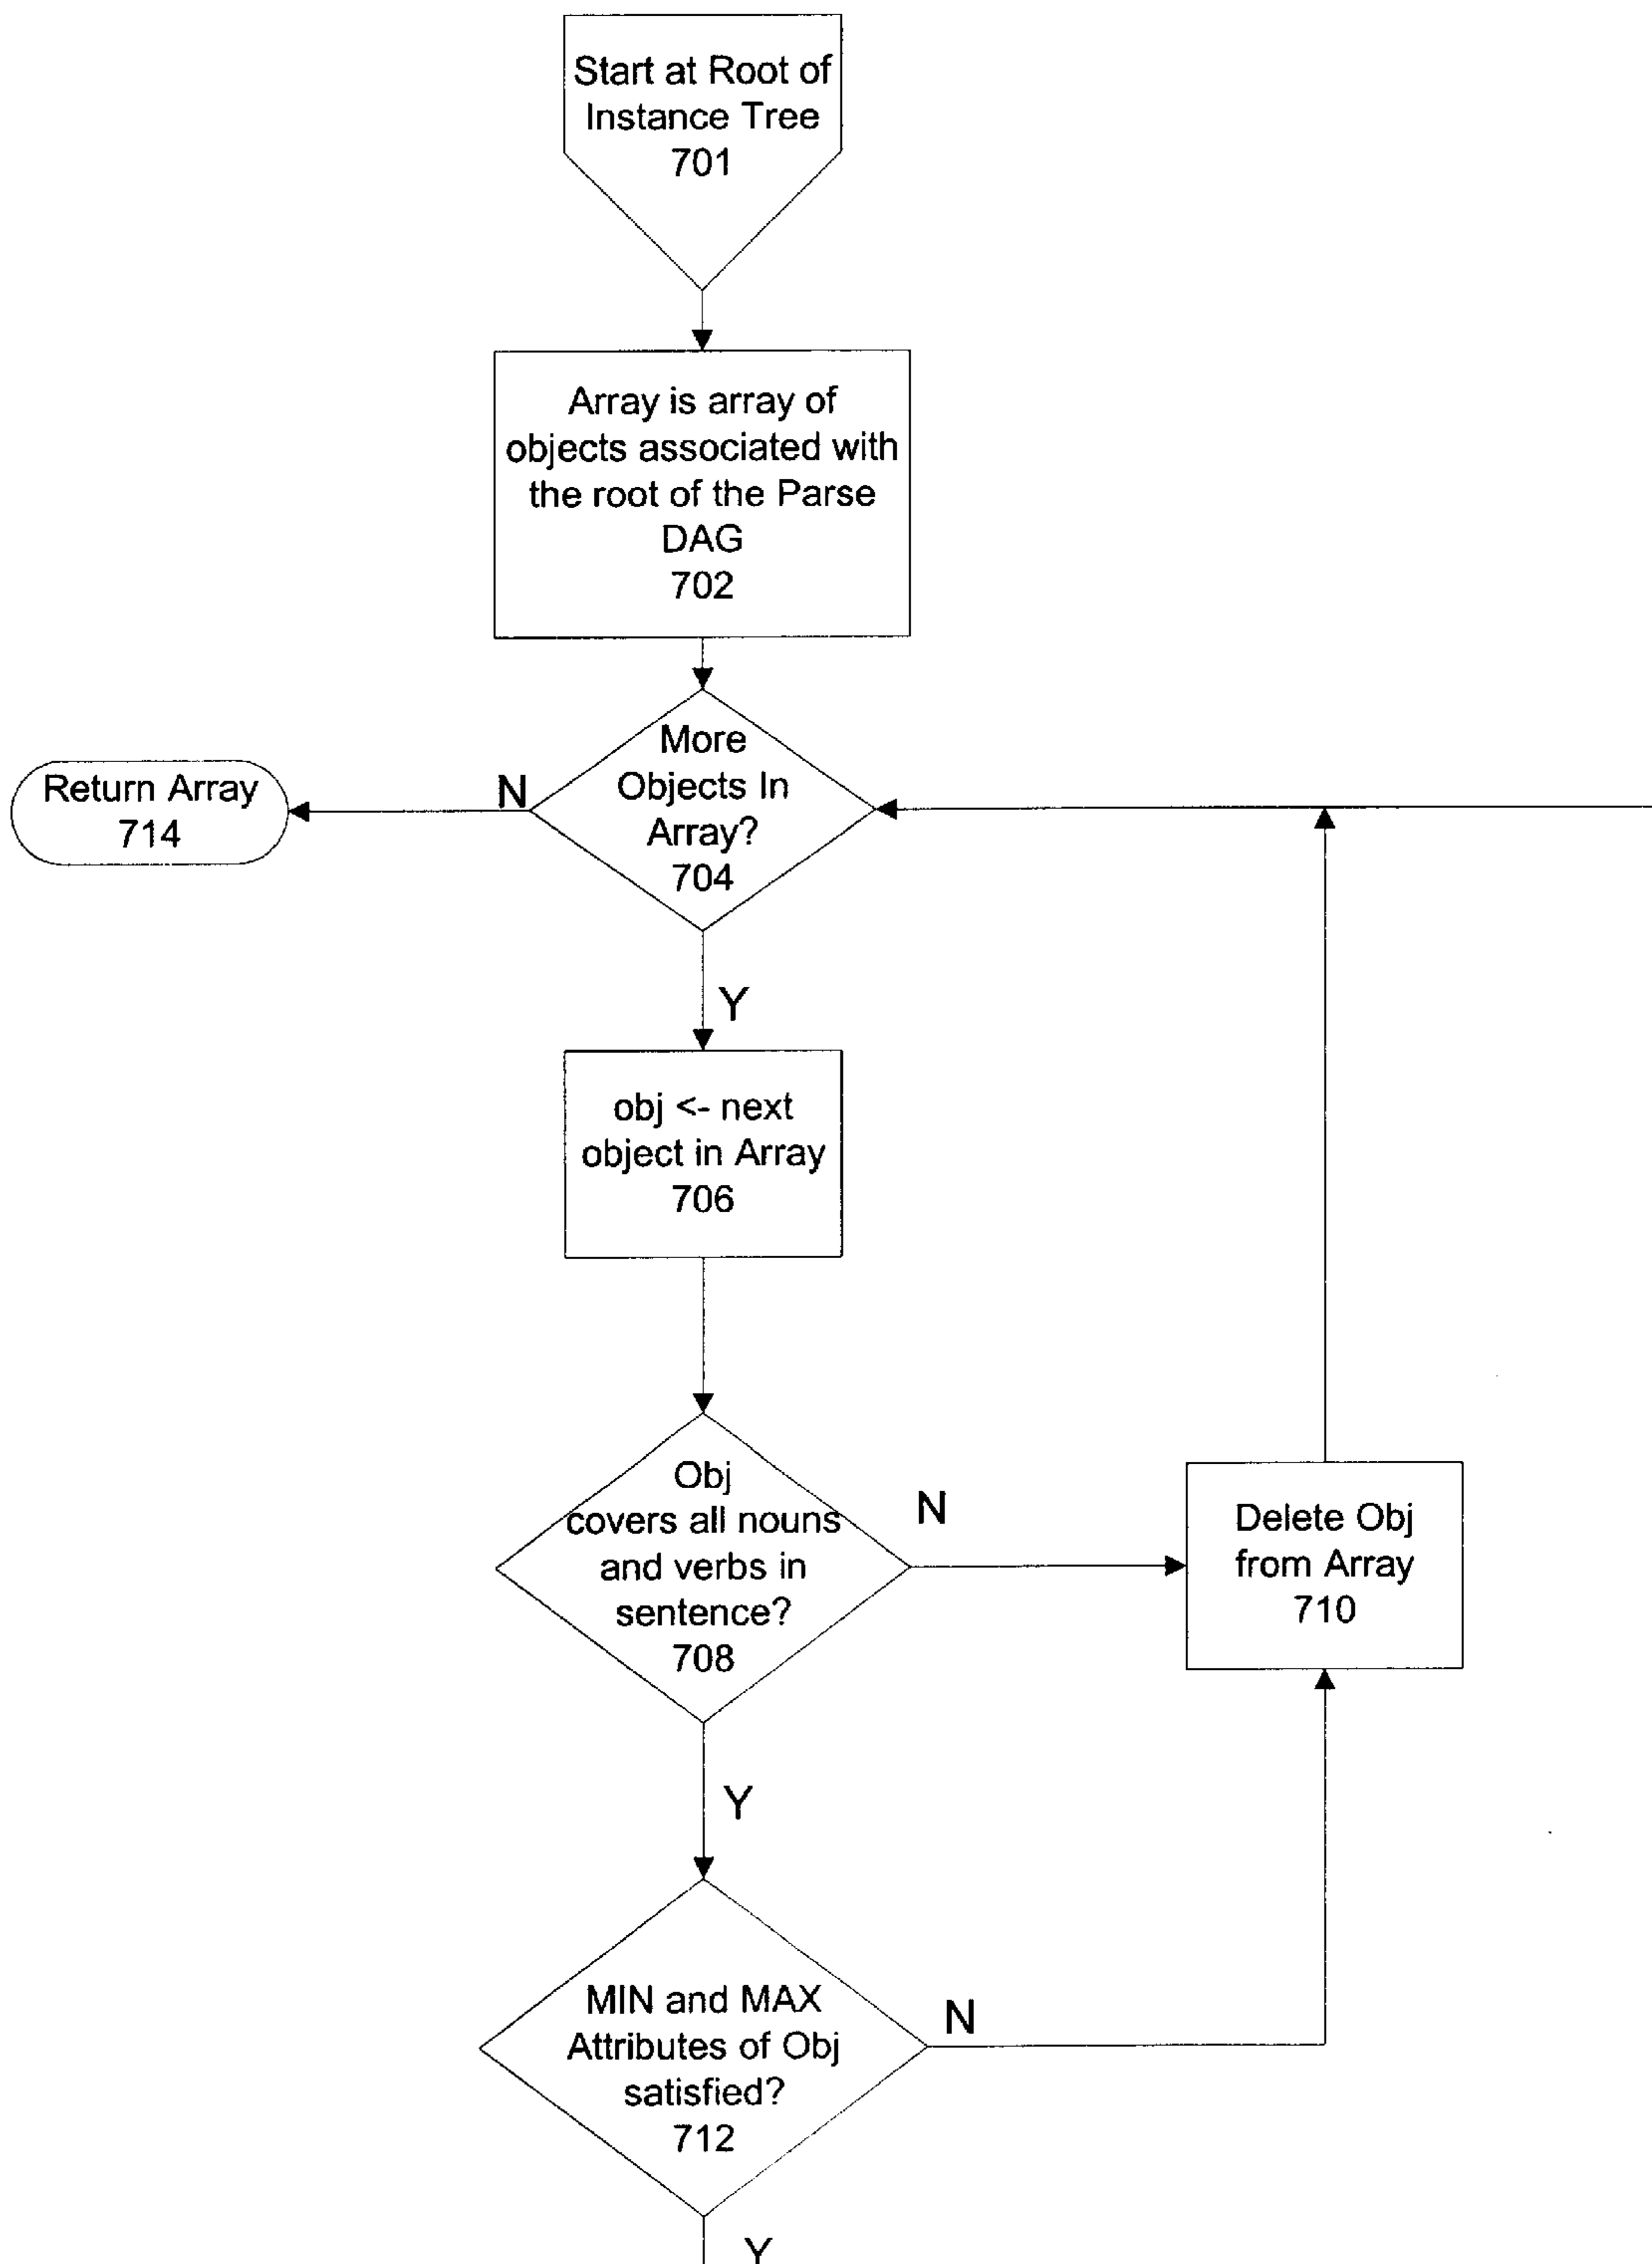 Start at Root of
Instance Tree
701
Array is array of
objects associated with
the root of the Parse
DAG
702
More
Objects In
Array?
704
N
Return Array
714
Y
obj <- next
object in Array
706
Obj
covers all nouns
and verbs in
sentence?
708
N
Delete Obj
from Array
710
Y
MIN and MAX
Attributes of Obj
satisfied?
712
N
Y